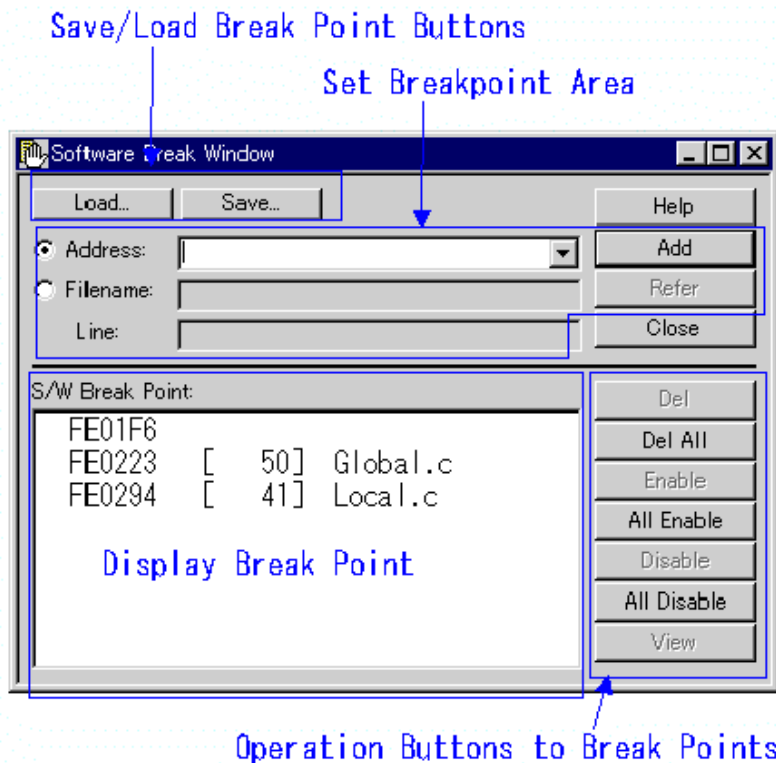 Save/Load Break Point Buttons
Set Breakpoint Area
Software Break Window
Load...
Save...
Help
Address:
Add
Filename:
Refer
Line:
Close
S/W Break Point:
Del
FE01F6
Del All
FE0223 [ 50] Global.c
Enable
FE0294 [ 41] Local.c
All Enable
Display Break Point
Disable
All Disable
View
Operation Buttons to Break Points